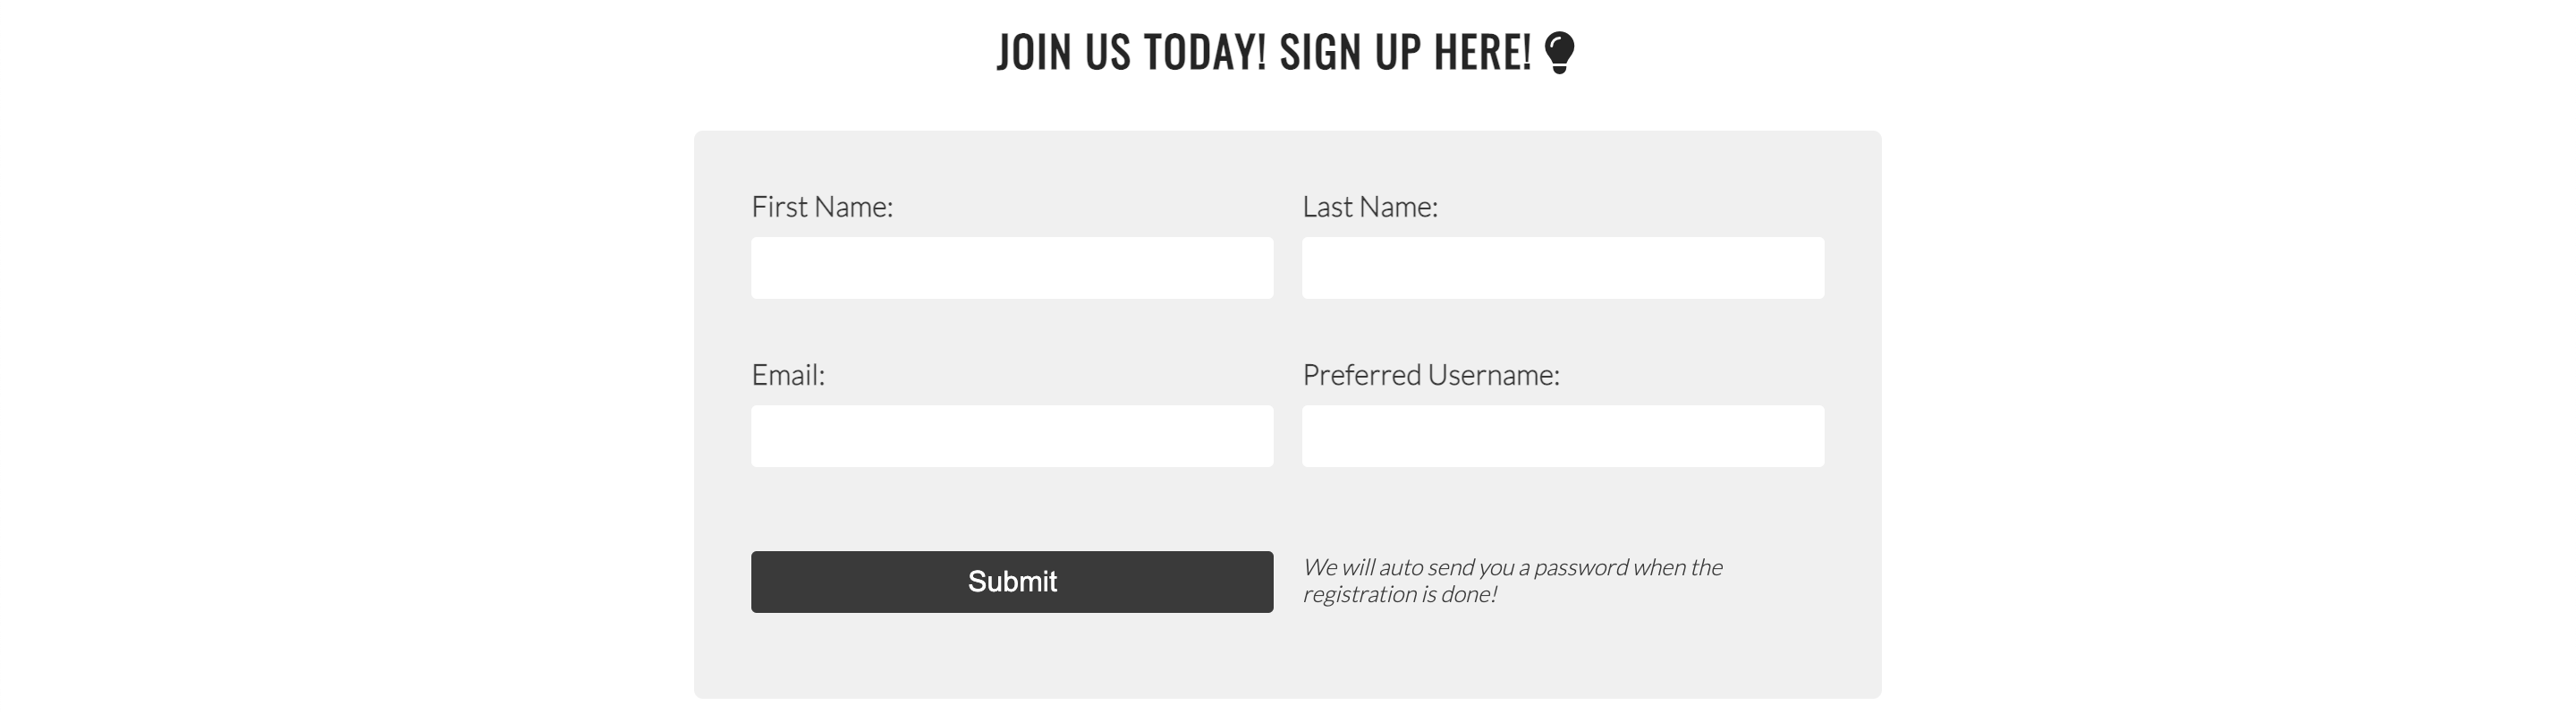 JOIN US TODAY! SIGN UP HERE!
First Name:
Last Name:
Email:
Preferred Username:
Submit
We will auto send you a password when the
registration is done!